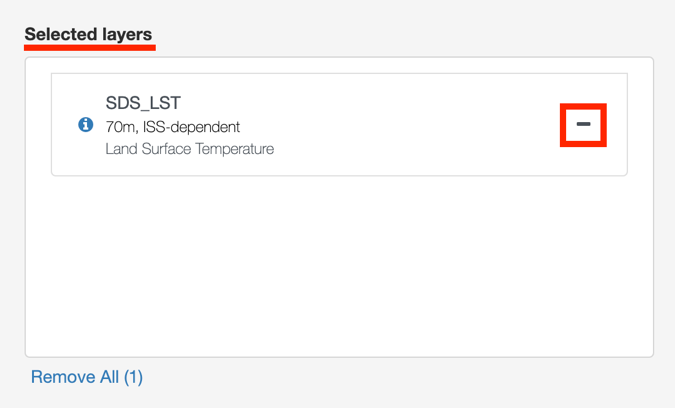 Selected layers
SDS_LST
70m, ISS-dependent
Land Surface Temperature
Remove All (1)